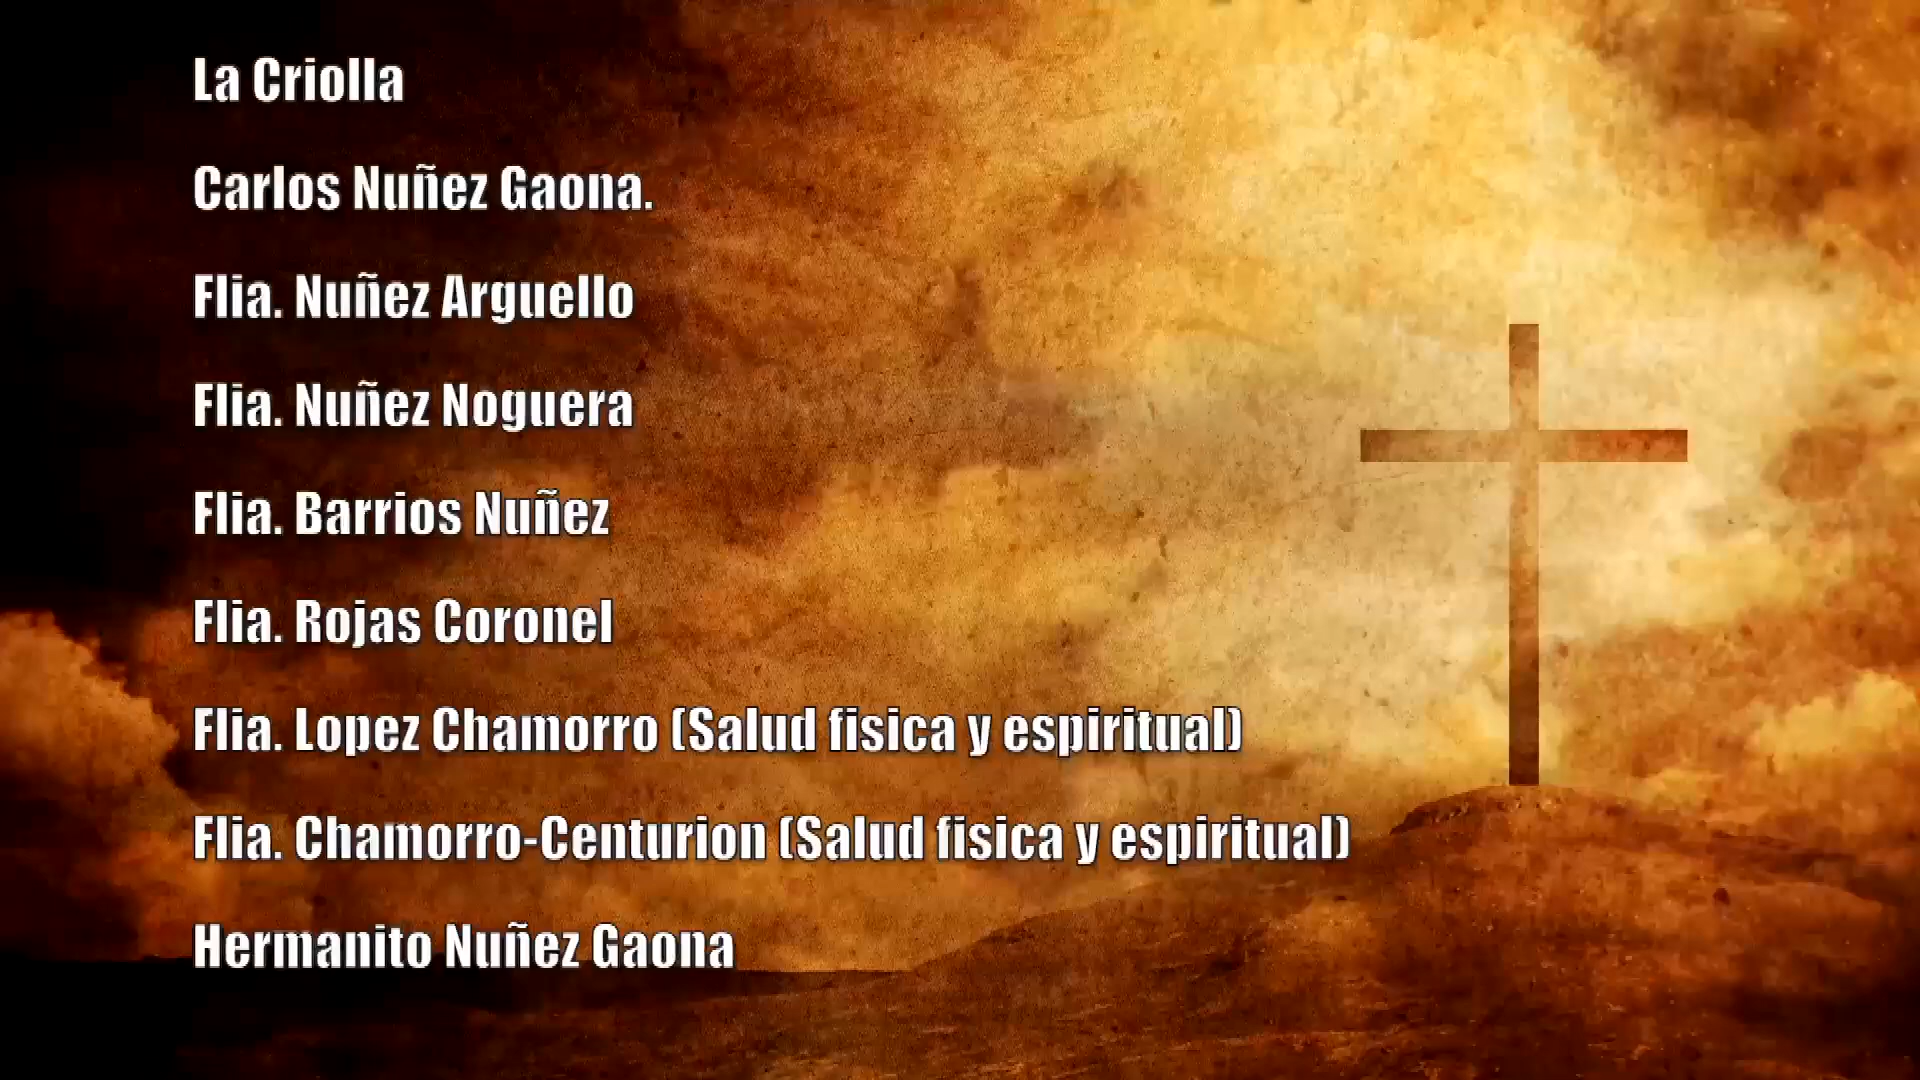 La Criolla
Carlos Nuñez Gaona.
Flia. Nuñez Arguello
Flia. Nuñez Noguera
Flia. Barrios Nuñez
Flia. Rojas Coronel
Flia. Lopez Chamorro (Salud fisica y espiritual)
Flia. Chamorro-Centurion (Salud fisica y espiritual)
Hermanito Nuñez Gaona